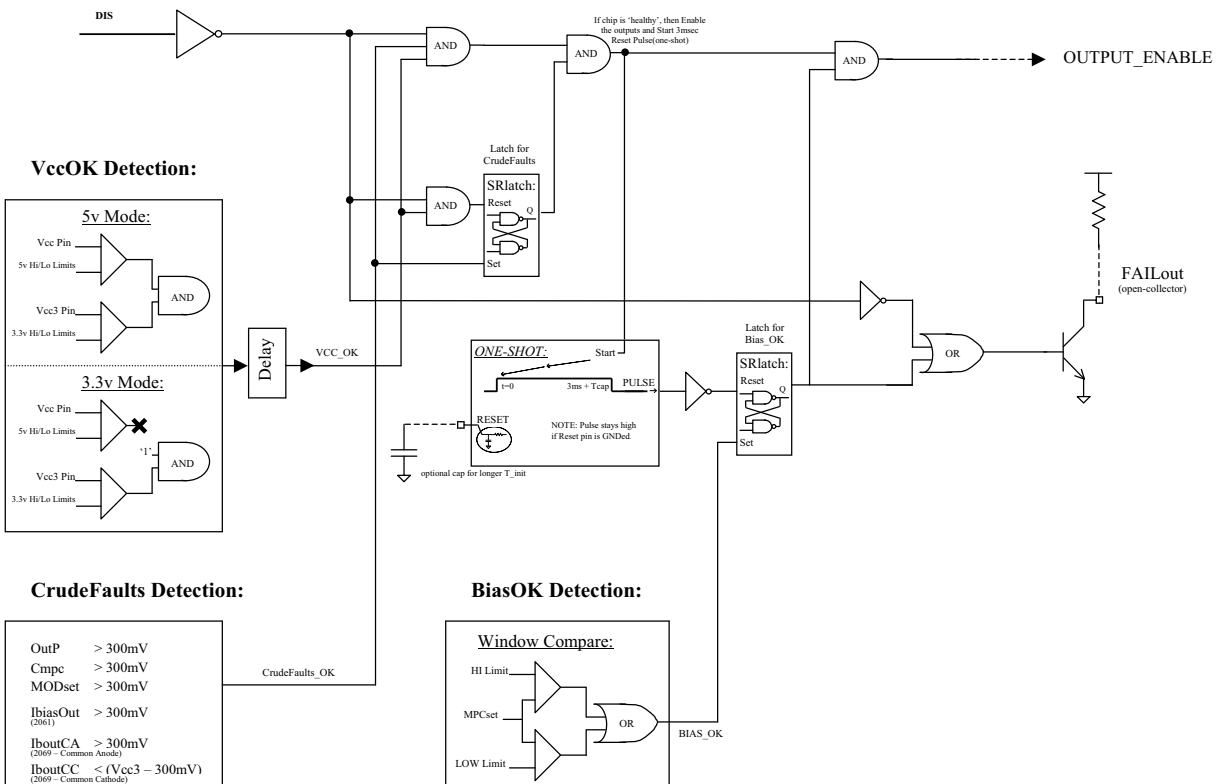 DIS
If chip is ‘healthy’, then Enable
the outputs and Start 3msec
Reset Pulse(one-shot)
AND
AND
AND
OUTPUT_ENABLE
VccOK Detection:
5v Mode:
Vcc Pin
5v Hi/Lo Limits
AND
Vcc3 Pin
3.3v Hi/Lo Limits
3.3v Mode:
Vcc Pin
5v Hi/Lo Limits
‘1’
AND
Vcc3 Pin
3.3v Hi/Lo Limits
Delay
VCC_OK
AND
Latch for
CrudeFaults
SRlatch:
Reset
Q
Set
ONE-SHOT:
Start
t=0
3ms + Tcap
PULSE
RESET
NOTE: Pulse stays high
if Reset pin is GNDed.
optional cap for longer T_init
Latch for
Bias_OK
SRlatch:
Reset
Q
Set
OR
FAILout
(open-collector)
CrudeFaults Detection:
OutP > 300mV
Cmpc > 300mV
MODset > 300mV
IbiasOut > 300mV
(2061)
IboutCA > 300mV
(2069 – Common Anode)
IboutCC < (Vcc3 – 300mV)
(2069 – Common Cathode)
CrudeFaults_OK
BiasOK Detection:
Window Compare:
HI Limit
MPCset
OR
LOW Limit
BIAS_OK